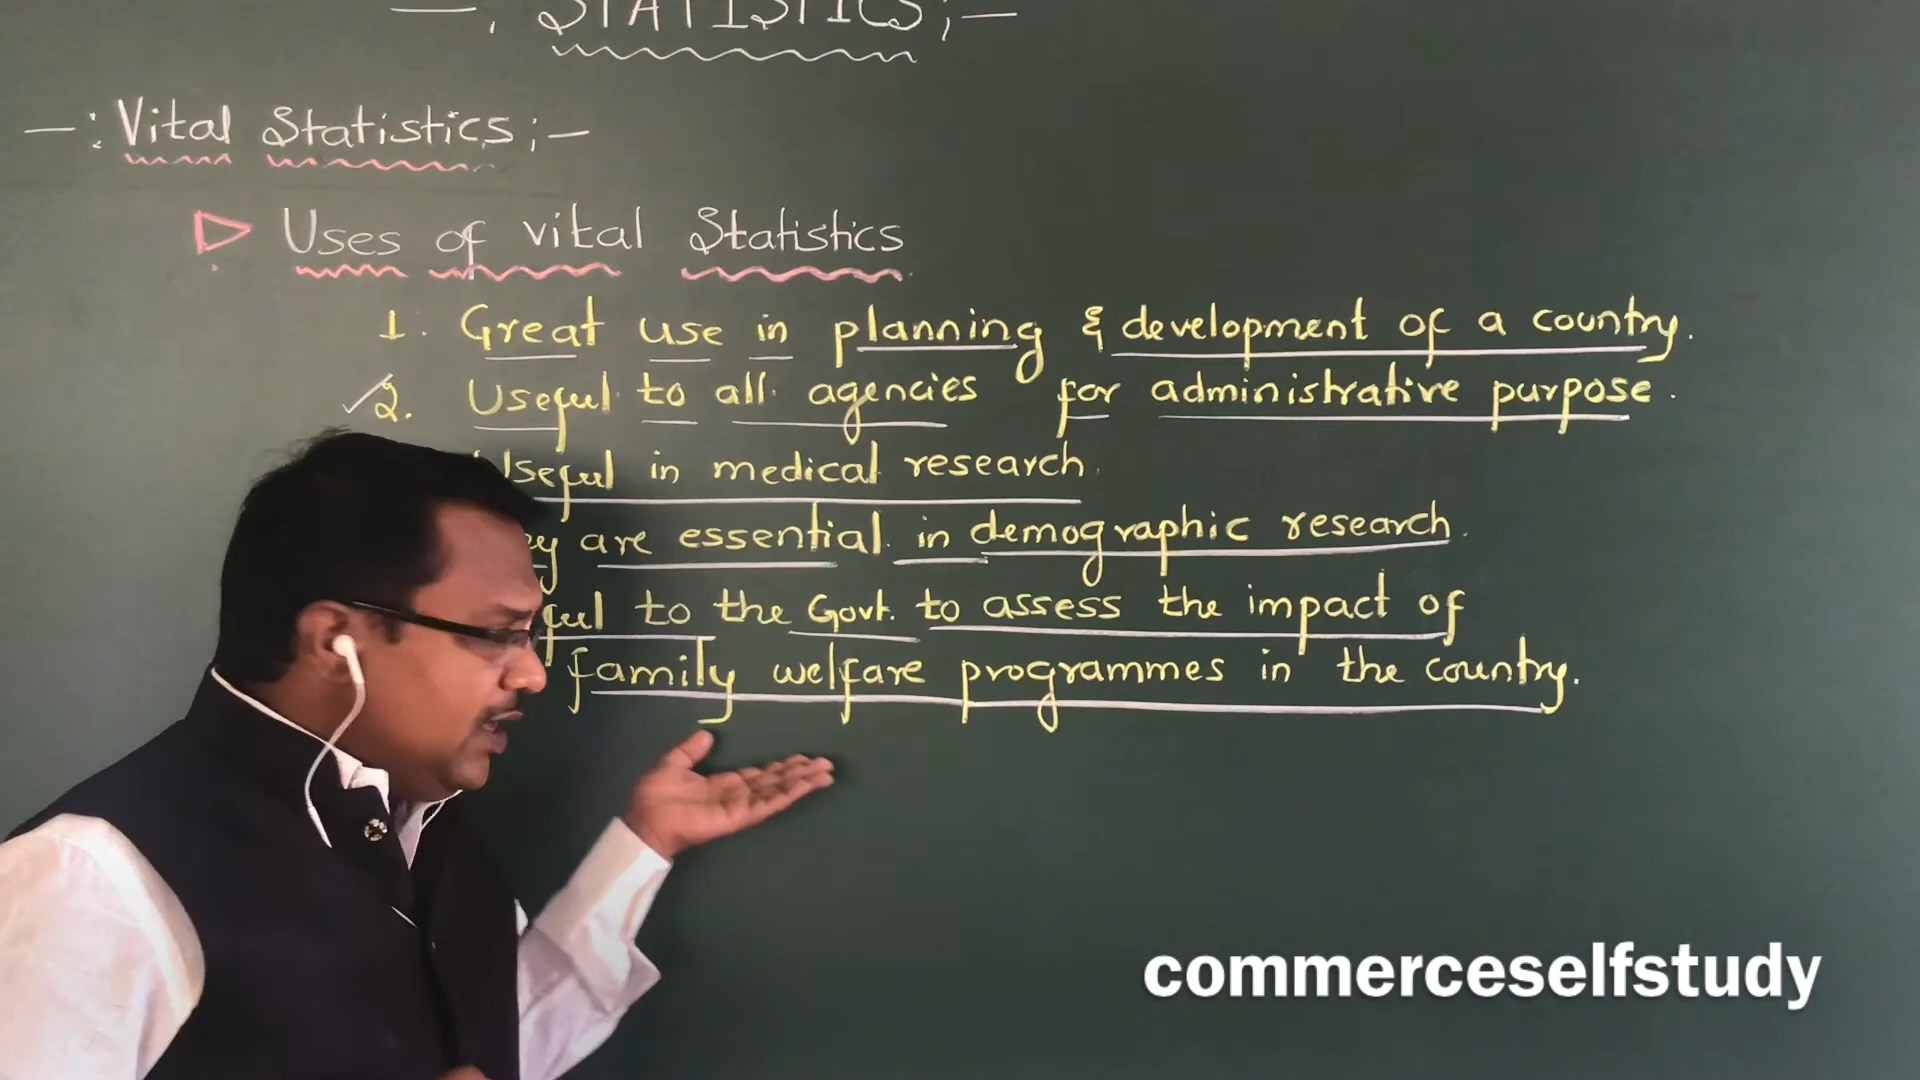 —: STATISTICS ;—
—: Vital Statistics ;—
Uses of vital Statistics
1. Great use in planning & development of a country.
2. Useful to all agencies for administrative purpose.
Useful in medical research.
are essential in demographic research.
to the Govt. to assess the impact of
family welfare programmes in the country.
commerceselfstudy